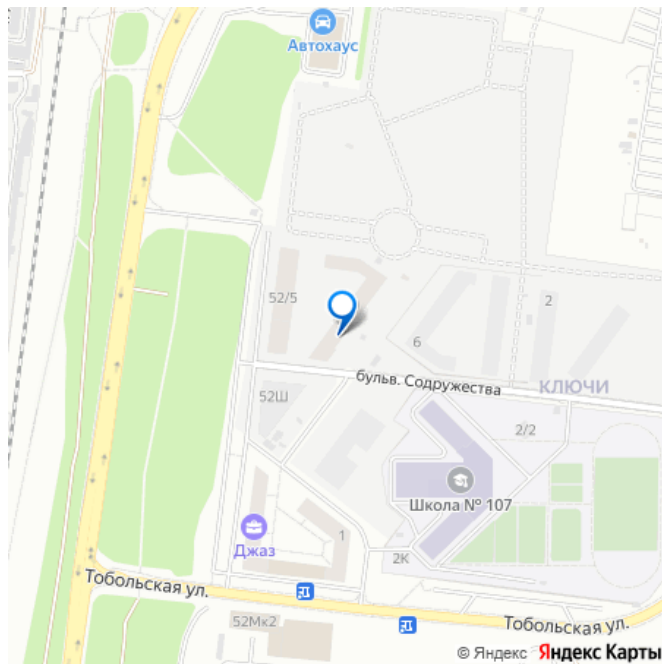 Автохаус
52/5
2
6
бульв. Содружества
КЛЮЧИ
52Ш
2/2
Школа № 107
1
Джаз
2К
Тобольская ул.
Тобольская ул.
52Мк2
© Яндекс Яндекс Карты